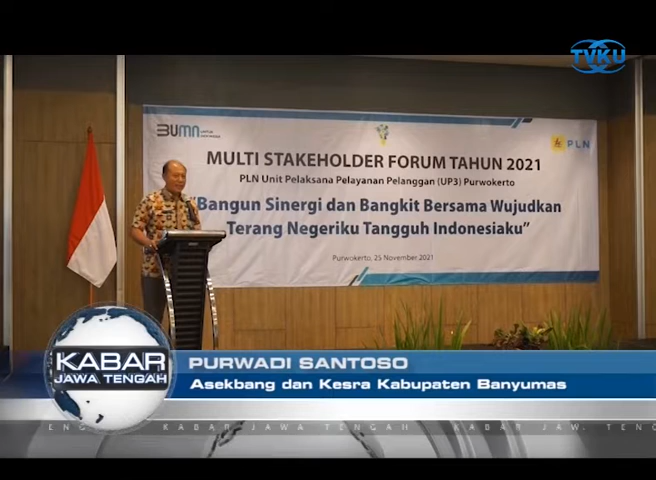 TVKU
BUMN
PLN
MULTI STAKEHOLDER FORUM TAHUN 2021
PLN Unit Pelaksana Pelayanan Pelanggan (UP3) Purwokerto
"Bangun Sinergi dan Bangkit Bersama Wujudkan
Terang Negeriku Tangguh Indonesiaku"
Purwokerto, 25 November 2021
KABAR
JAWA TENGAH
PURWADI SANTOSO
Asekbang dan Kesra Kabupaten Banyumas
KABAR JAWA TENGAH KABAR